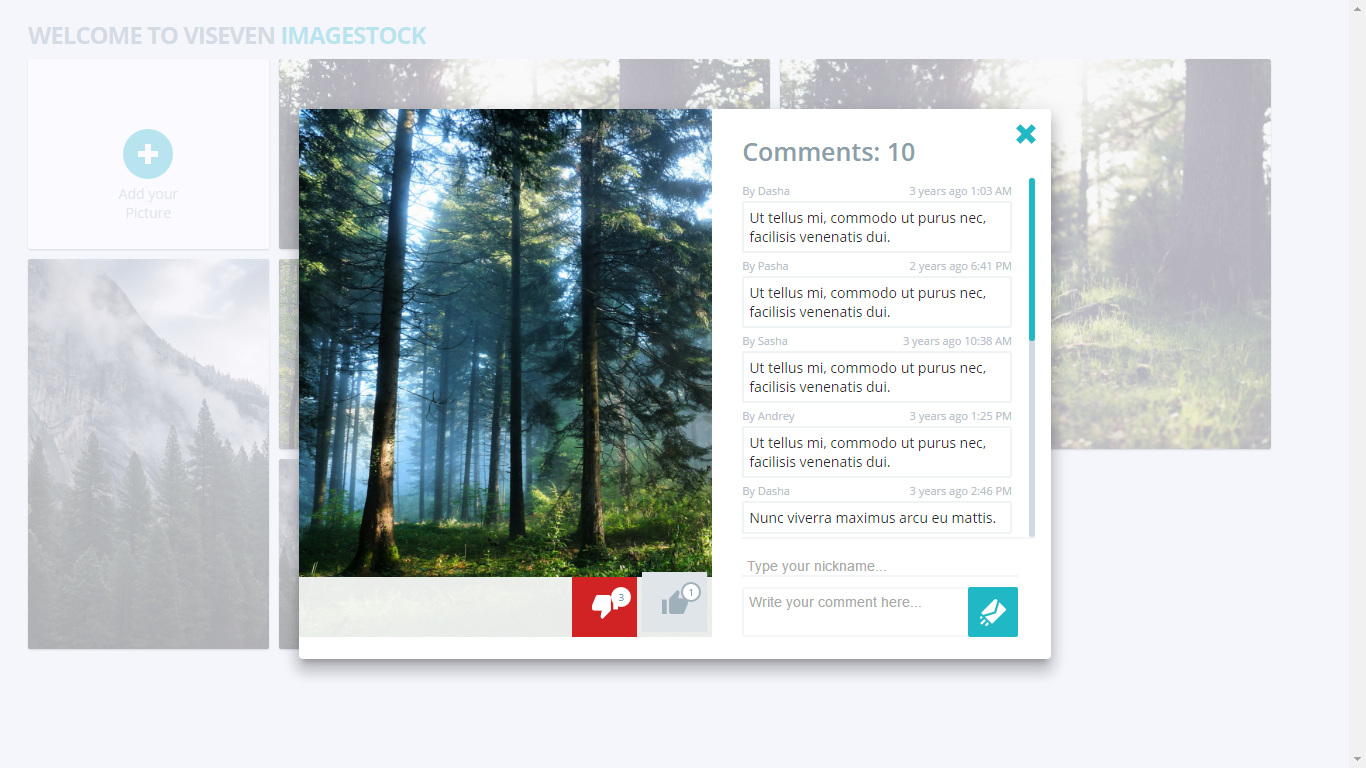 WELCOME TO VISEVEN IMAGESTOCK
Add your
Picture
Comments: 10
By Dasha 3 years ago 1:03 AM
Ut tellus mi, commodo ut purus nec,
facilisis venenatis dui.
By Pasha 2 years ago 6:41 PM
Ut tellus mi, commodo ut purus nec,
facilisis venenatis dui.
By Sasha 3 years ago 10:38 AM
Ut tellus mi, commodo ut purus nec,
facilisis venenatis dui.
By Andrey 3 years ago 1:25 PM
Ut tellus mi, commodo ut purus nec,
facilisis venenatis dui.
By Dasha 3 years ago 2:46 PM
Nunc viverra maximus arcu eu mattis.
Type your nickname...
Write your comment here...
3
1